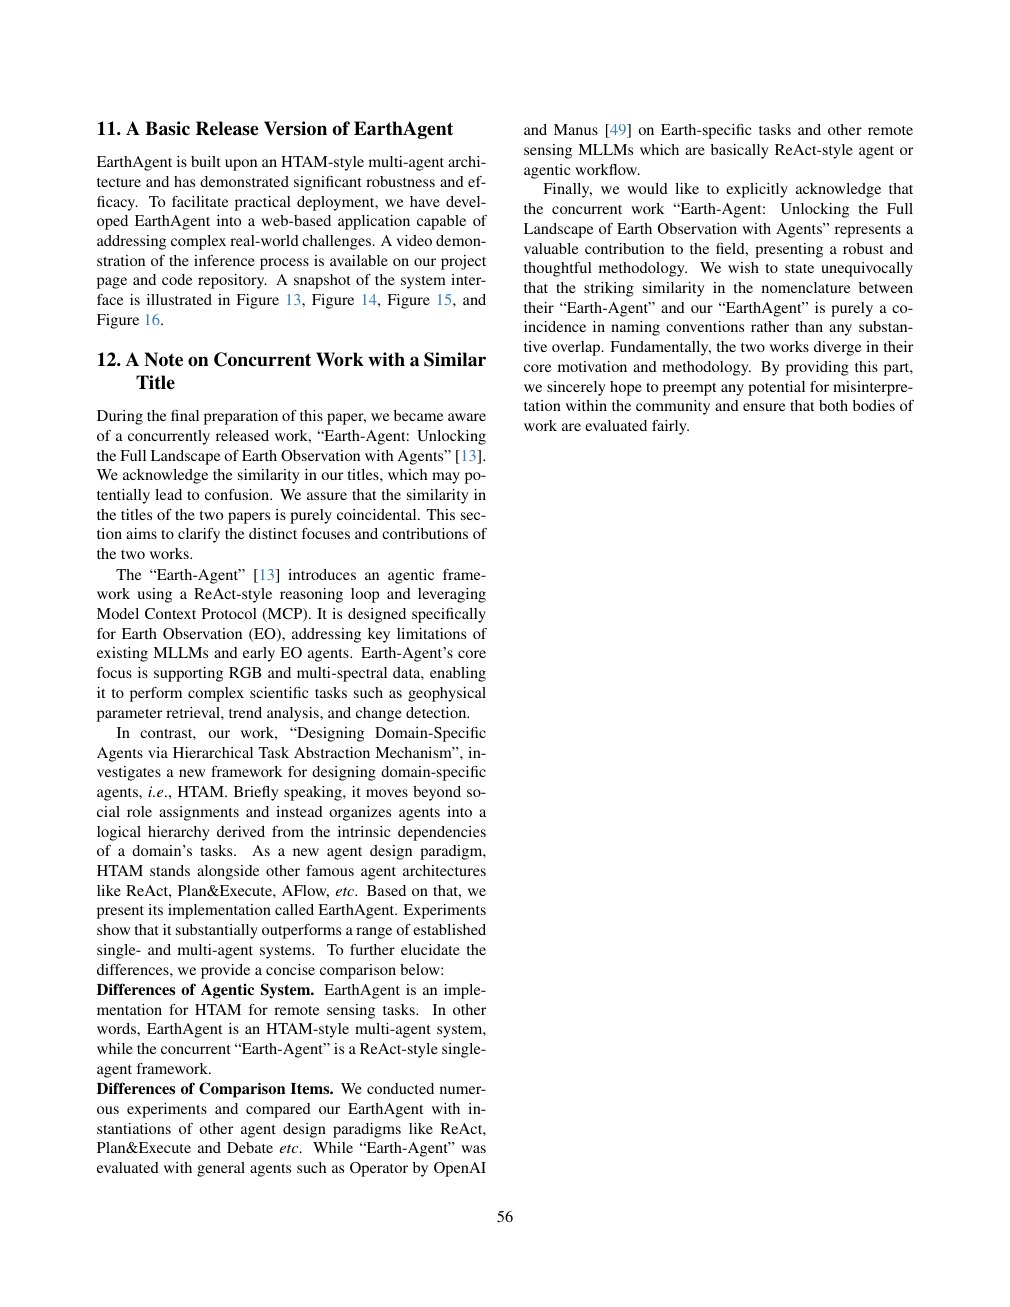 11. A Basic Release Version of EarthAgent
EarthAgent is built upon an HTAM-style multi-agent archi-
tecture and has demonstrated significant robustness and ef-
ficacy. To facilitate practical deployment, we have devel-
oped EarthAgent into a web-based application capable of
addressing complex real-world challenges. A video demon-
stration of the inference process is available on our project
page and code repository. A snapshot of the system inter-
face is illustrated in Figure 13, Figure 14, Figure 15, and
Figure 16.
12. A Note on Concurrent Work with a Similar
Title
During the final preparation of this paper, we became aware
of a concurrently released work, “Earth-Agent: Unlocking
the Full Landscape of Earth Observation with Agents” [13].
We acknowledge the similarity in our titles, which may po-
tentially lead to confusion. We assure that the similarity in
the titles of the two papers is purely coincidental. This sec-
tion aims to clarify the distinct focuses and contributions of
the two works.
The “Earth-Agent” [13] introduces an agentic frame-
work using a ReAct-style reasoning loop and leveraging
Model Context Protocol (MCP). It is designed specifically
for Earth Observation (EO), addressing key limitations of
existing MLLMs and early EO agents. Earth-Agent’s core
focus is supporting RGB and multi-spectral data, enabling
it to perform complex scientific tasks such as geophysical
parameter retrieval, trend analysis, and change detection.
In contrast, our work, “Designing Domain-Specific
Agents via Hierarchical Task Abstraction Mechanism”, in-
vestigates a new framework for designing domain-specific
agents, i.e., HTAM. Briefly speaking, it moves beyond so-
cial role assignments and instead organizes agents into a
logical hierarchy derived from the intrinsic dependencies
of a domain’s tasks. As a new agent design paradigm,
HTAM stands alongside other famous agent architectures
like ReAct, Plan&Execute, AFlow, etc. Based on that, we
present its implementation called EarthAgent. Experiments
show that it substantially outperforms a range of established
single- and multi-agent systems. To further elucidate the
differences, we provide a concise comparison below:
Differences of Agentic System. EarthAgent is an imple-
mentation for HTAM for remote sensing tasks. In other
words, EarthAgent is an HTAM-style multi-agent system,
while the concurrent “Earth-Agent” is a ReAct-style single-
agent framework.
Differences of Comparison Items. We conducted numer-
ous experiments and compared our EarthAgent with in-
stantiations of other agent design paradigms like ReAct,
Plan&Execute and Debate etc. While “Earth-Agent” was
evaluated with general agents such as Operator by OpenAI
and Manus [49] on Earth-specific tasks and other remote
sensing MLLMs which are basically ReAct-style agent or
agentic workflow.
Finally, we would like to explicitly acknowledge that
the concurrent work “Earth-Agent: Unlocking the Full
Landscape of Earth Observation with Agents” represents a
valuable contribution to the field, presenting a robust and
thoughtful methodology. We wish to state unequivocally
that the striking similarity in the nomenclature between
their “Earth-Agent” and our “EarthAgent” is purely a co-
incidence in naming conventions rather than any substan-
tive overlap. Fundamentally, the two works diverge in their
core motivation and methodology. By providing this part,
we sincerely hope to preempt any potential for misinterpre-
tation within the community and ensure that both bodies of
work are evaluated fairly.
56